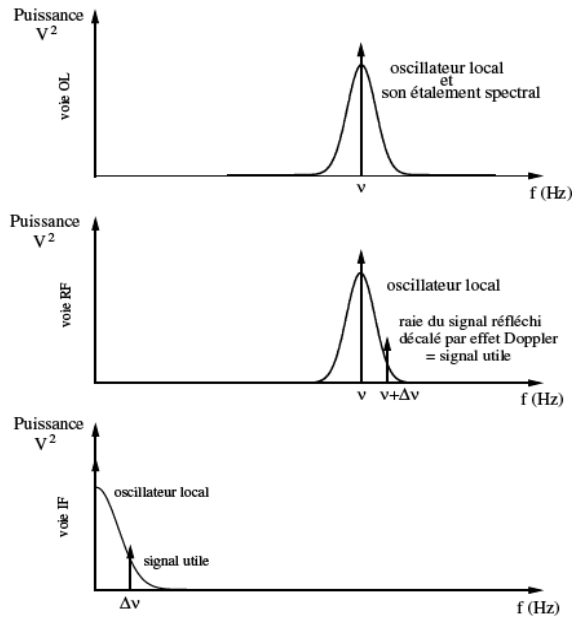 Puissance
V²
voie OL
oscillateur local
et
son étalement spectral
ν
f (Hz)
Puissance
V²
voie RF
oscillateur local
raie du signal réfléchi
décalé par effet Doppler
= signal utile
ν ν+Δν
f (Hz)
Puissance
V²
voie IF
oscillateur local
signal utile
Δν
f (Hz)